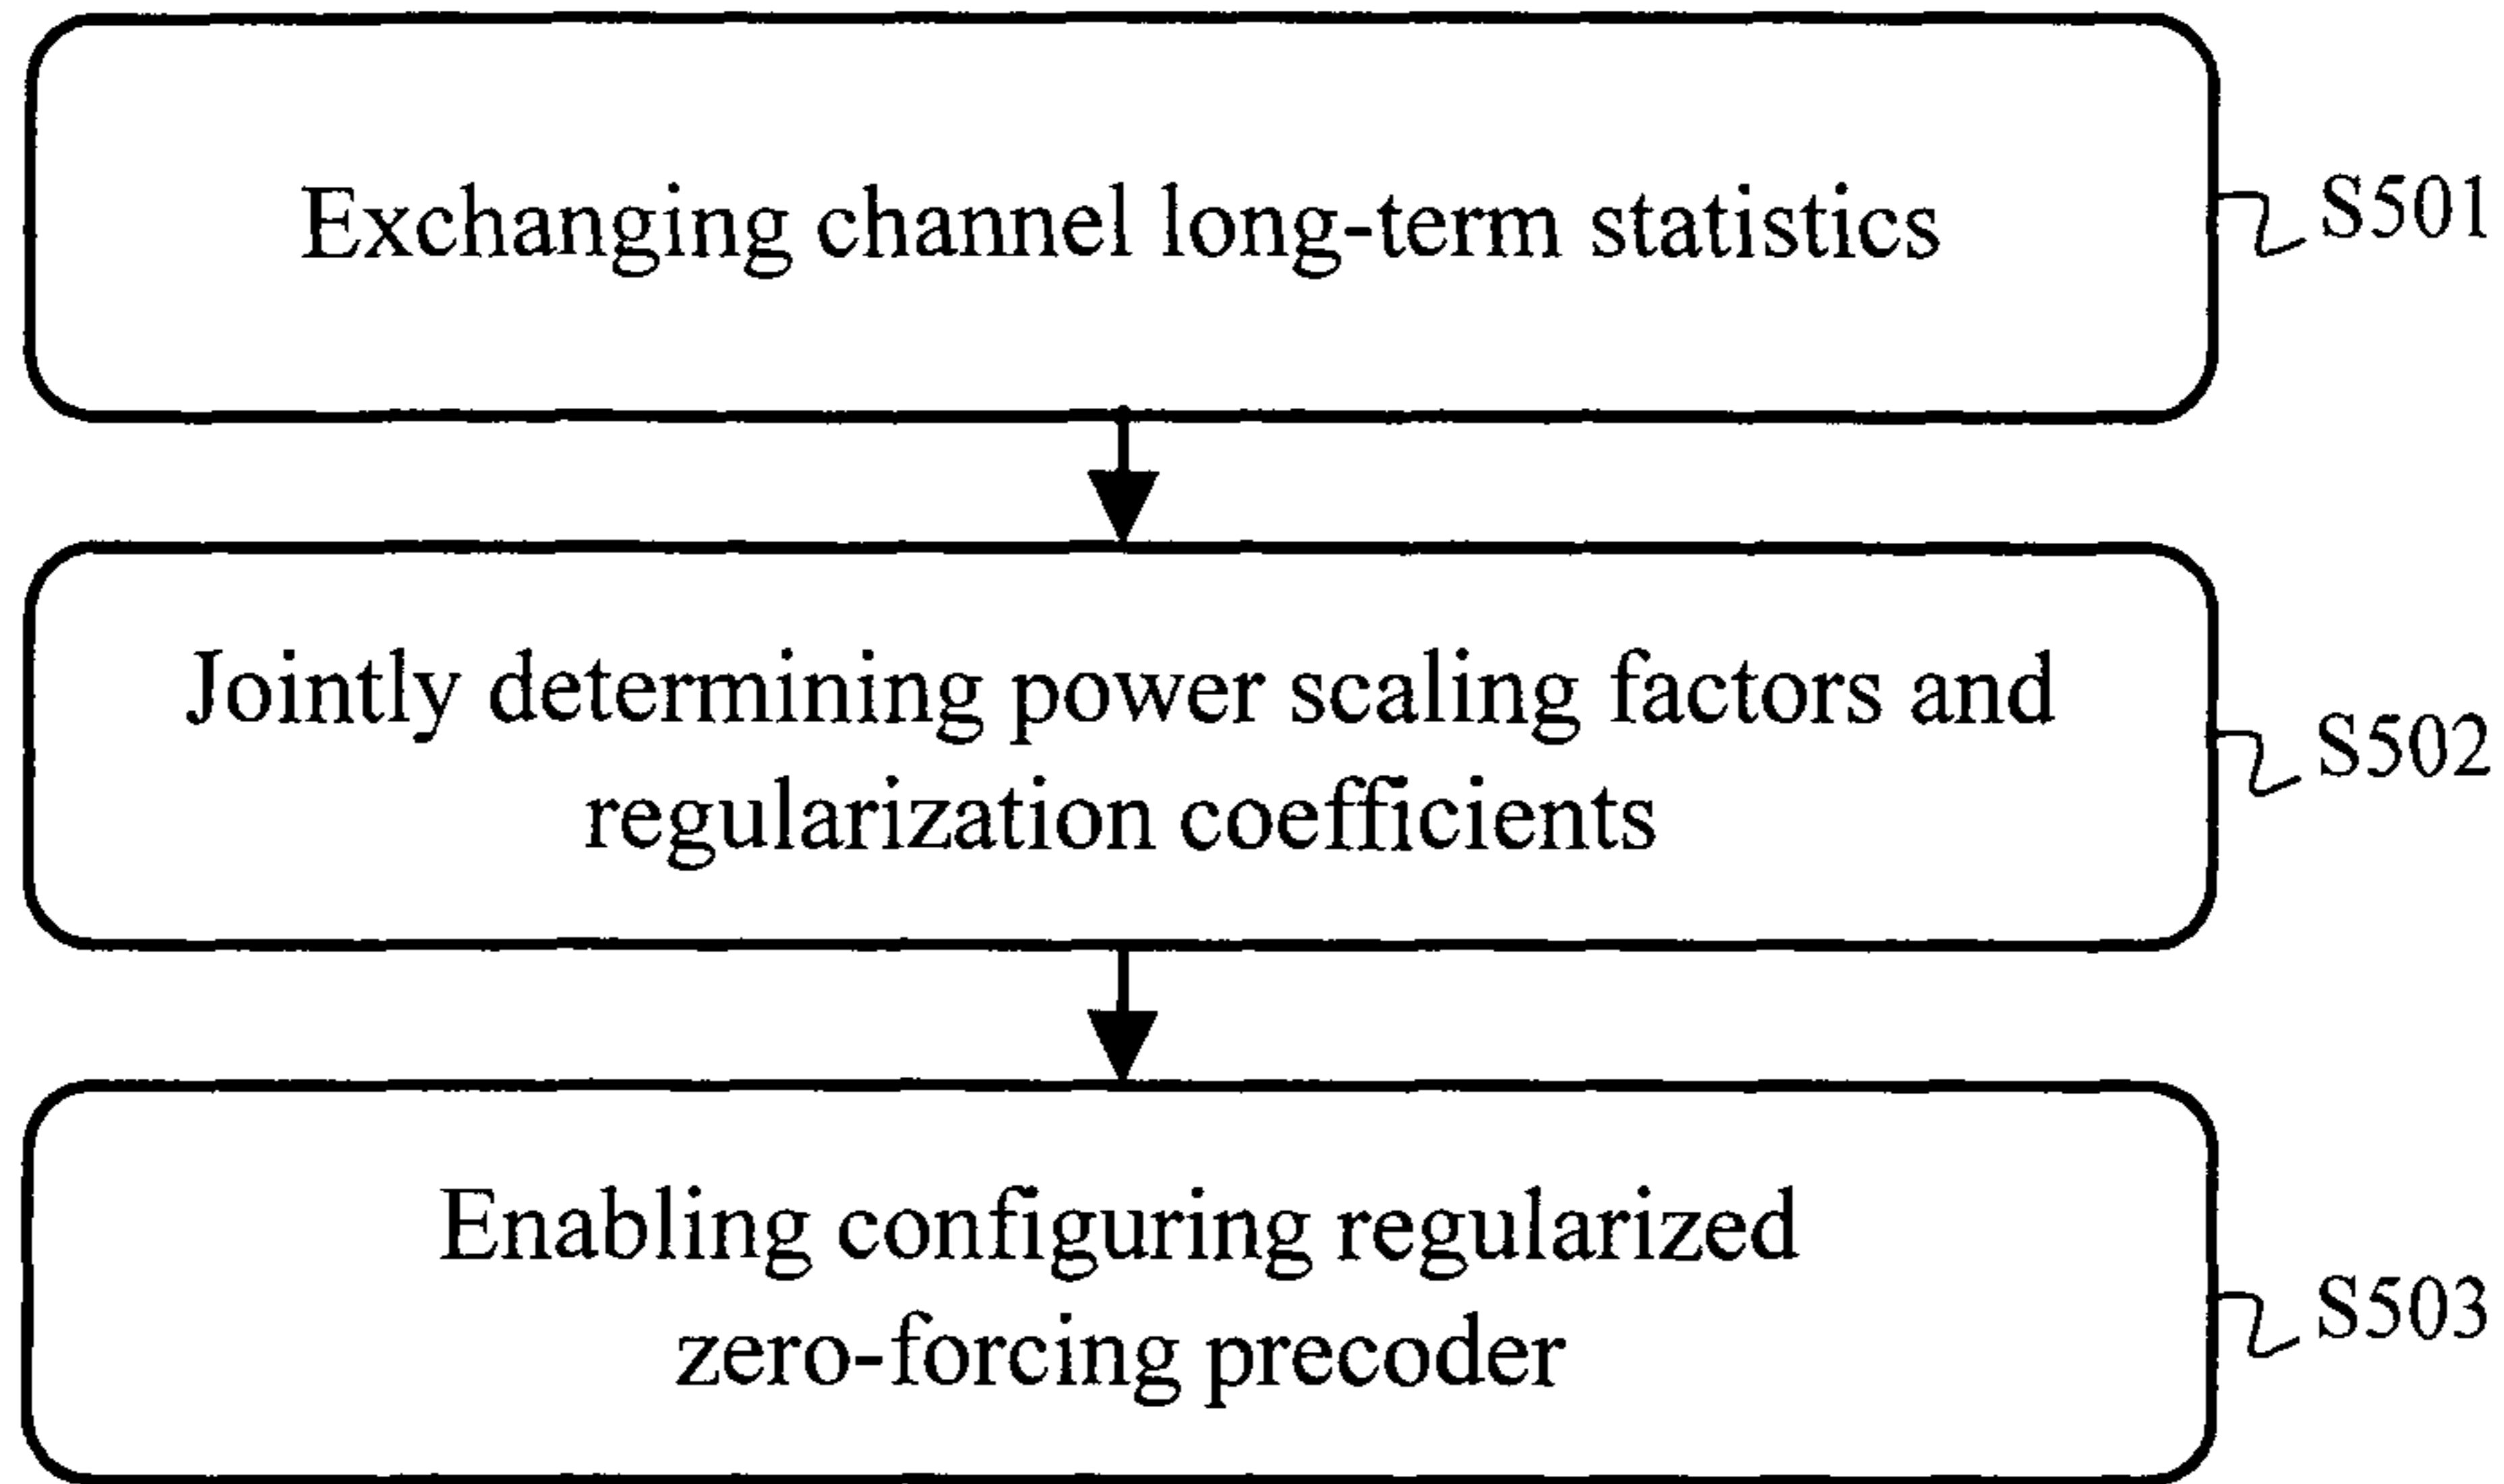 Exchanging channel long-term statistics
S501
Jointly determining power scaling factors and
regularization coefficients
S502
Enabling configuring regularized
zero-forcing precoder
S503